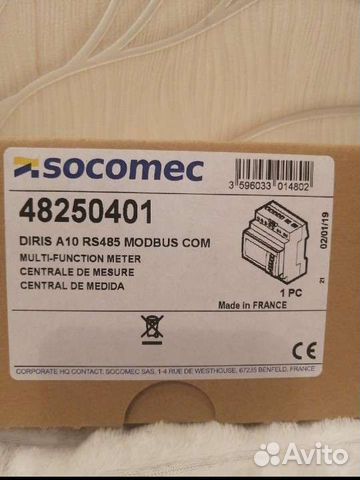 socomec
3 596033 014802
48250401
DIRIS A10 RS485 MODBUS COM
MULTI-FUNCTION METER
CENTRALE DE MESURE
CENTRAL DE MEDIDA
1 PC
Made in FRANCE
21 02/01/19
CE
CORPORATE HQ CONTACT: SOCOMEC SAS, 1-4 RUE DE WESTHOUSE, 67235 BENFELD, FRANCE
Avito